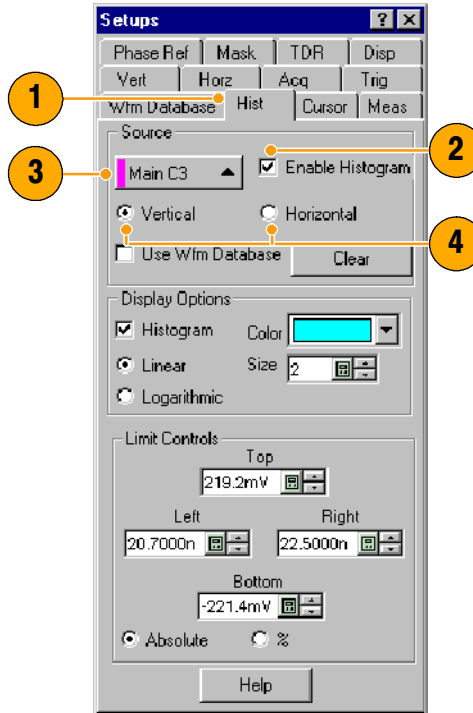 Setups ? ×
Phase Ref Mask TDR Disp
Vert Horz Acq Trig
Wfm Database Hist Cursor Meas
1
Source
2
3
Main C3
Enable Histogram
Vertical Horizontal
4
Use Wfm Database Clear
Display Options
Histogram Color
Linear Size 2
Logarithmic
Limit Controls
Top
219.2mV
Left Right
20.7000n 22.5000n
Bottom
-221.4mV
Absolute %
Help